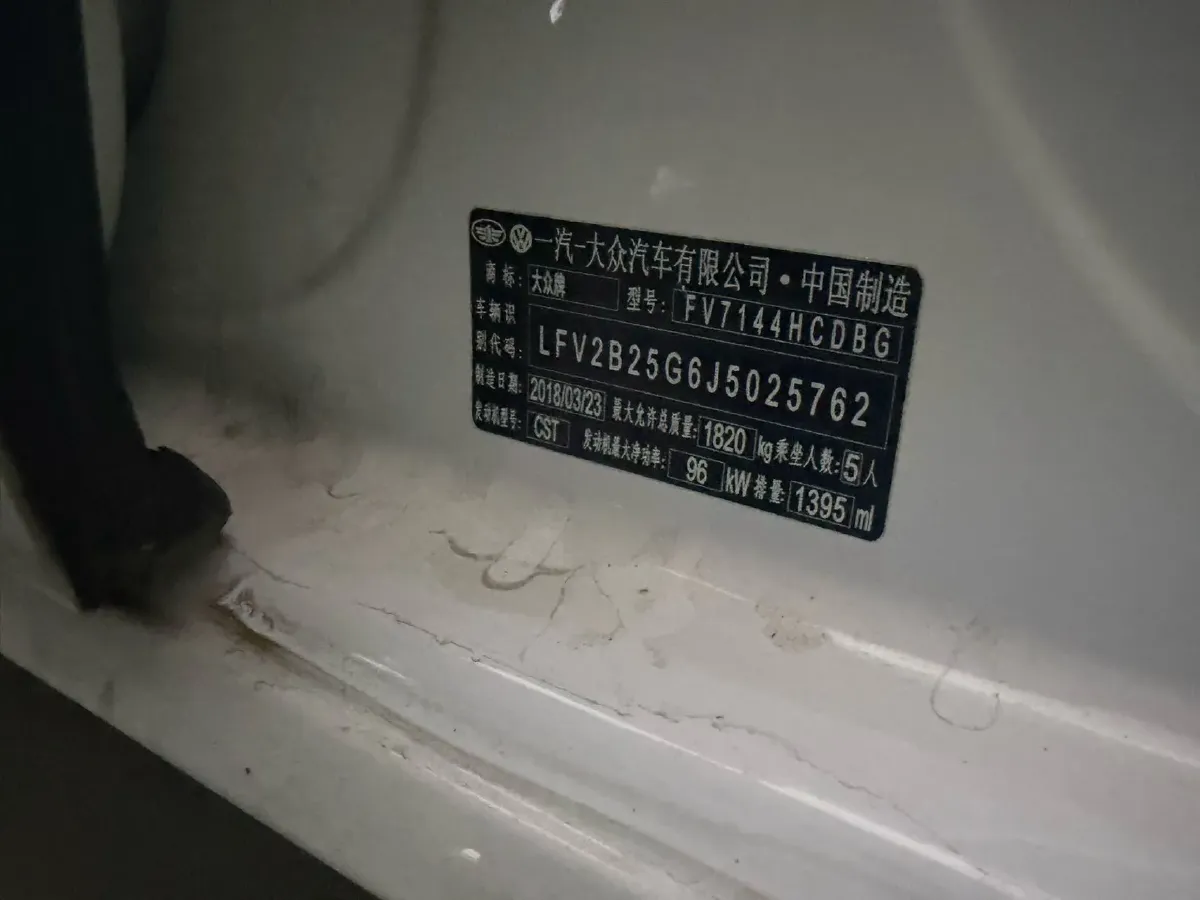 一汽-大众汽车有限公司·中国制造
商标: 大众牌 型号: FV7144HCDBG
车辆识别代码: LFV2B25G6J5025762
制造日期: 2018/03/23 最大允许总质量: 1820 kg 乘坐人数: 5 人
发动机型号: CST 发动机最大净功率: 96 kW 排量: 1395 ml